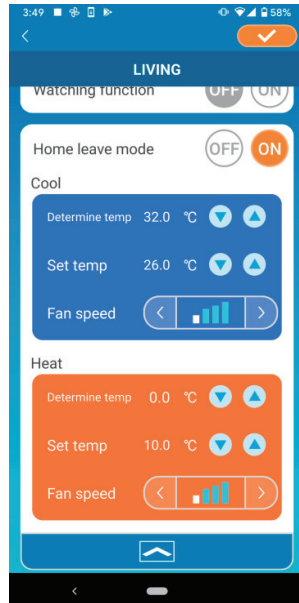 3:49 58%
LIVING
Watching function OFF ON
Home leave mode OFF ON
Cool
Determine temp 32.0 ℃
Set temp 26.0 ℃
Fan speed
Heat
Determine temp 0.0 ℃
Set temp 10.0 ℃
Fan speed